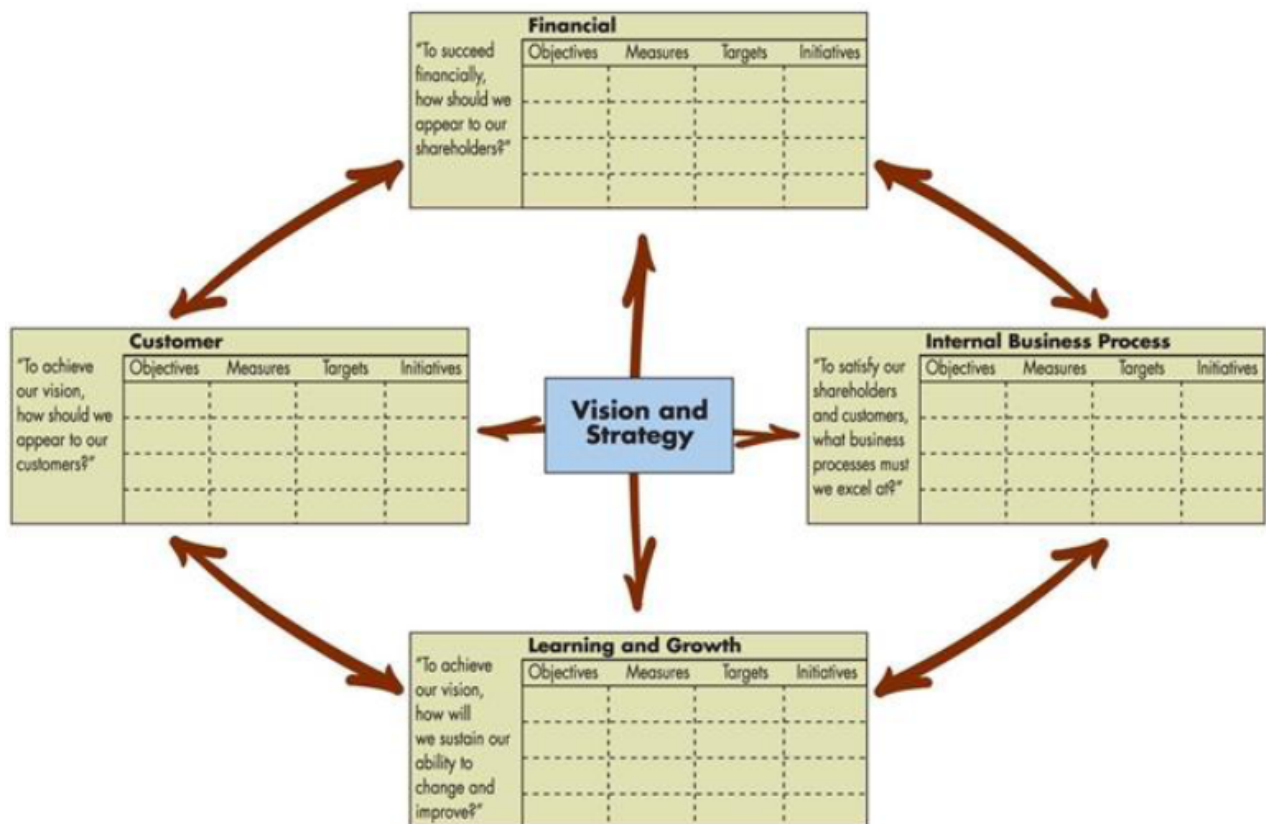 Financial
"To succeed
financially,
how should we
appear to our
shareholders?"
Objectives Measures Targets Initiatives
Customer
"To achieve
our vision,
how should we
appear to our
customers?"
Objectives Measures Targets Initiatives
Vision and
Strategy
Internal Business Process
"To satisfy our
shareholders
and customers,
what business
processes must
we excel at?"
Objectives Measures Targets Initiatives
Learning and Growth
"To achieve
our vision,
how will
we sustain our
ability to
change and
improve?"
Objectives Measures Targets Initiatives